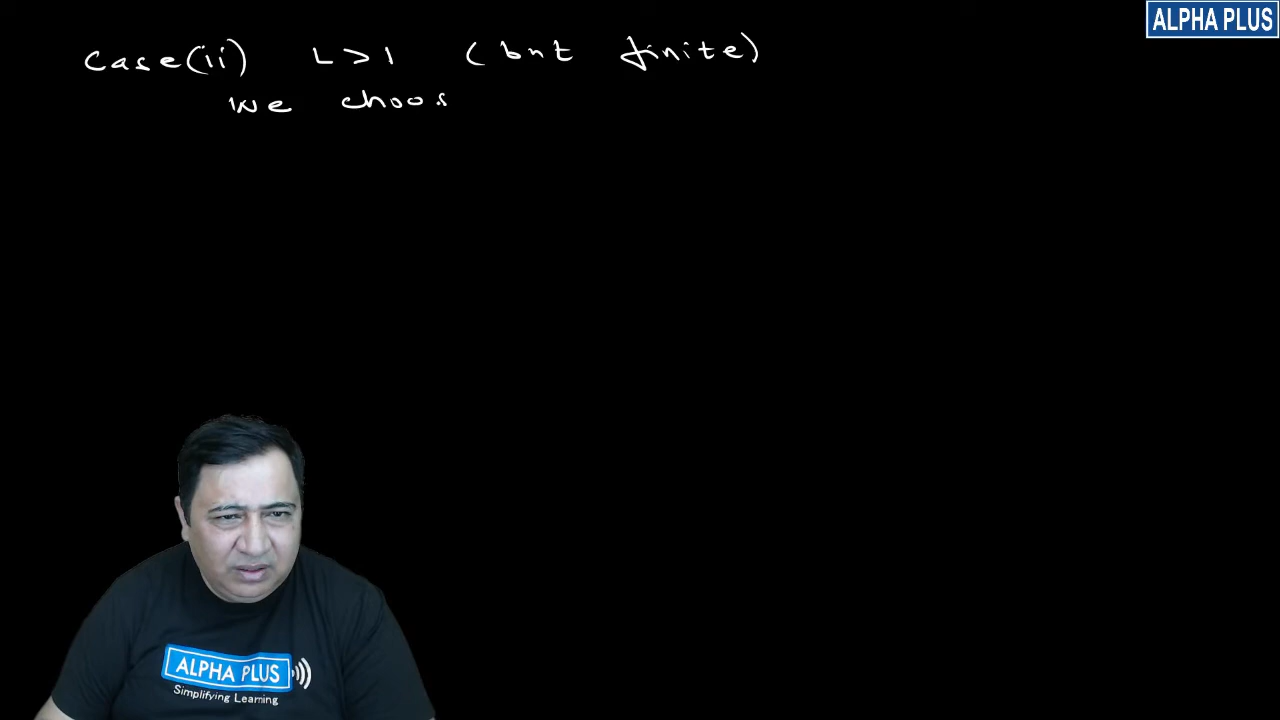 ALPHA PLUS
Case(ii) L>1 (but finite)
we choos
ALPHA PLUS
Simplifying Learning